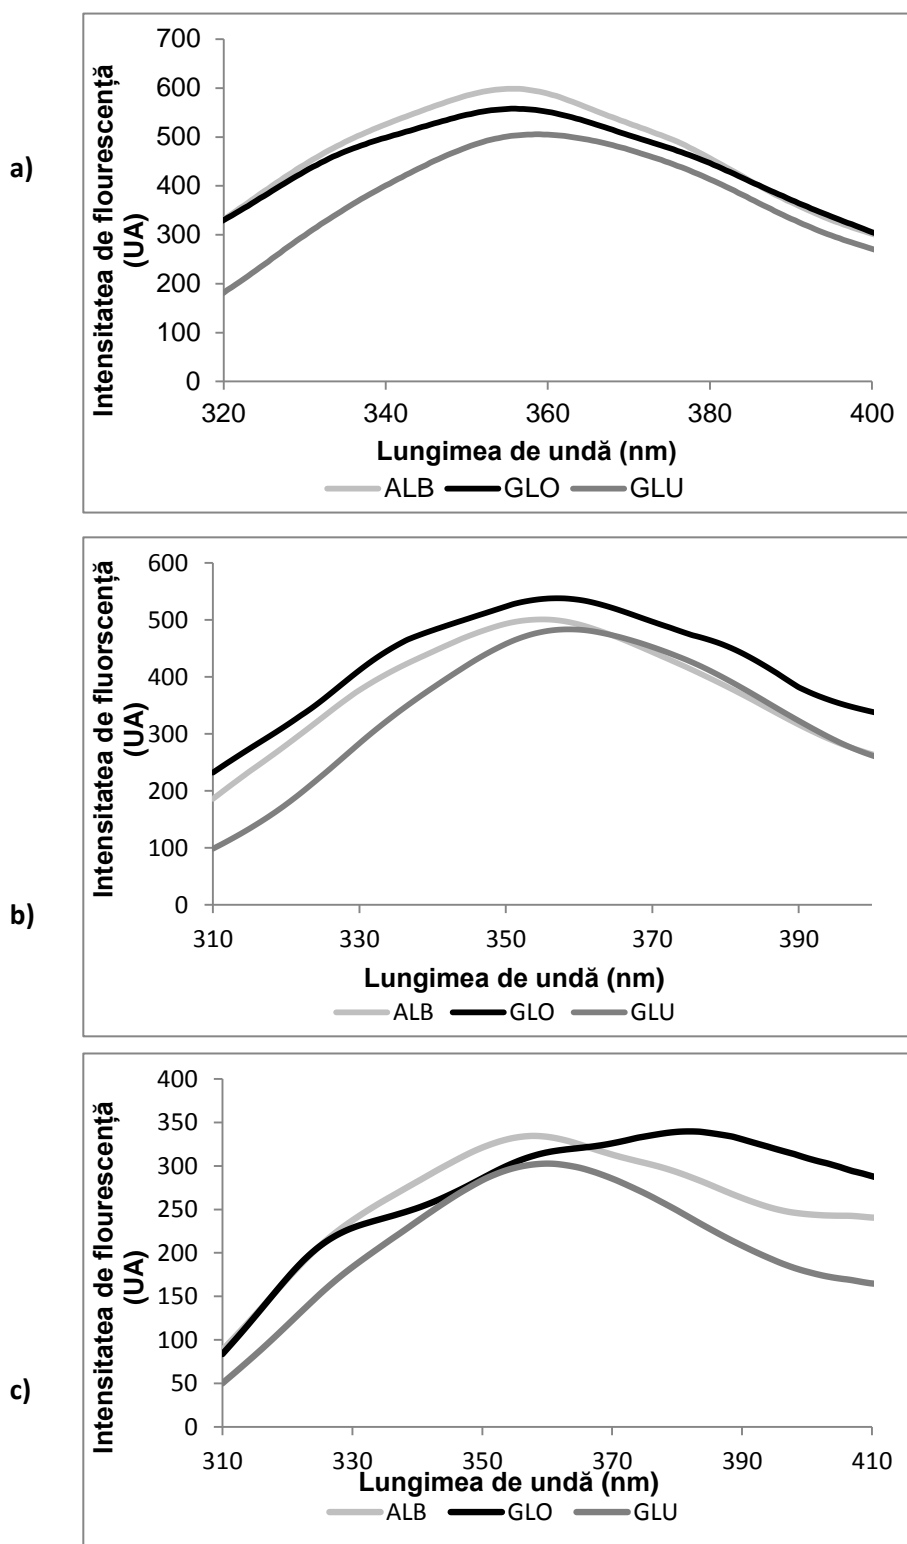 a)
Intensitatea de flourescență
(UA)
700
600
500
400
300
200
100
0
320 340 360 380 400
Lungimea de undă (nm)
ALB GLO GLU
b)
Intensitatea de fluorscență
(UA)
600
500
400
300
200
100
0
310 330 350 370 390
Lungimea de undă (nm)
ALB GLO GLU
c)
Intensitatea de flourescență
(UA)
400
350
300
250
200
150
100
50
0
310 330 350 370 390 410
Lungimea de undă (nm)
ALB GLO GLU